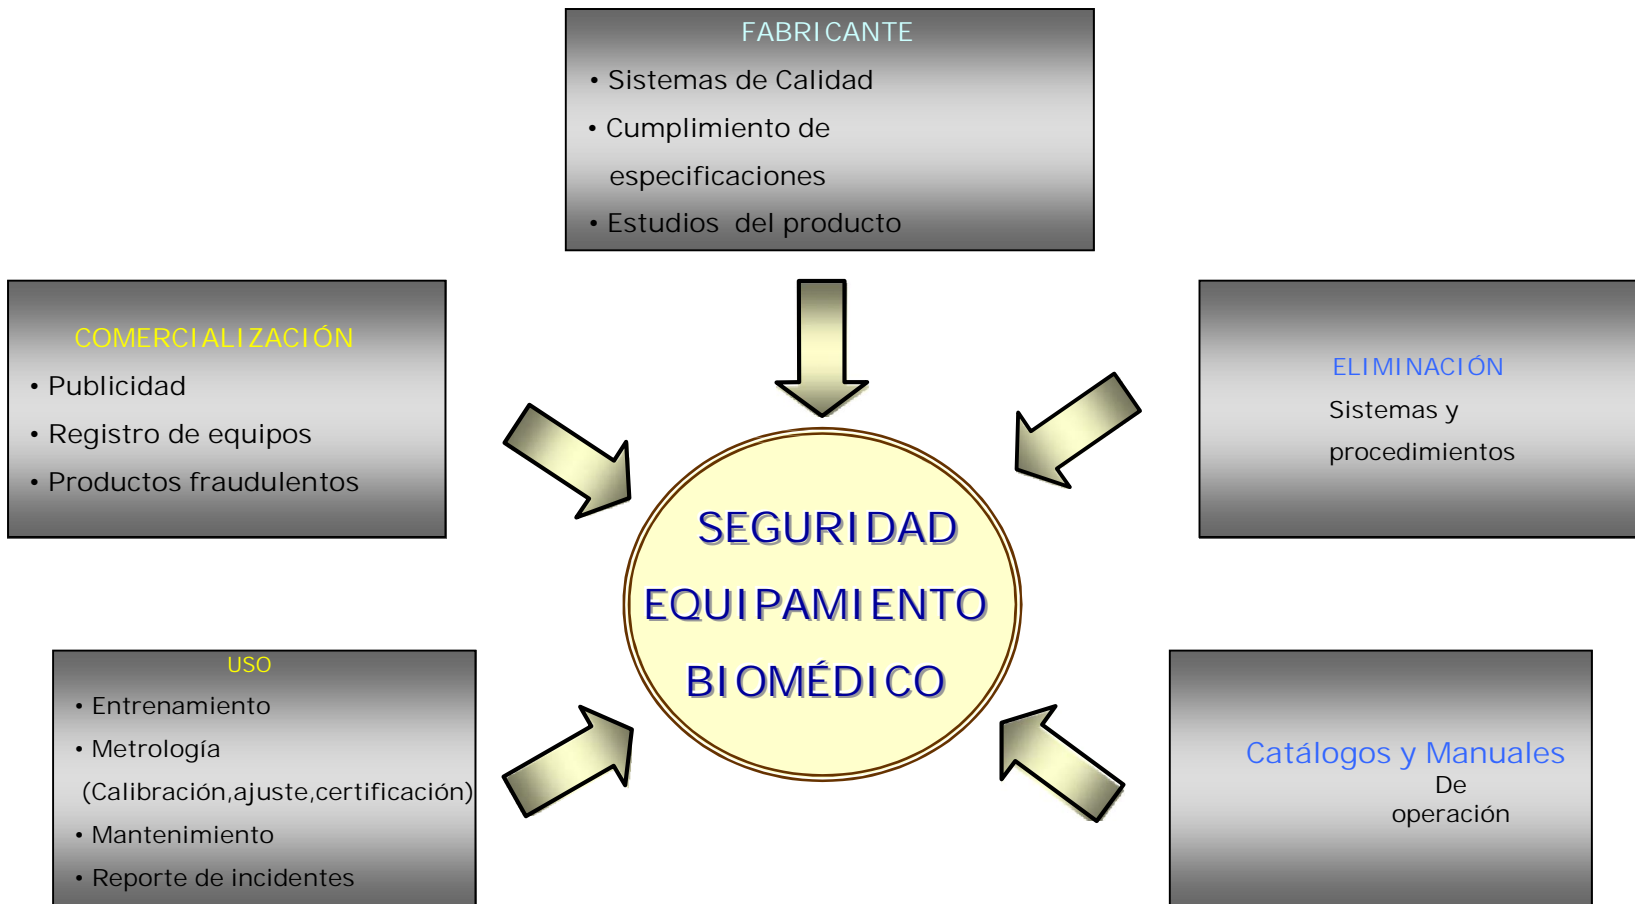 FABRICANTE
• Sistemas de Calidad
• Cumplimiento de
especificaciones
• Estudios del producto
COMERCIALIZACIÓN
• Publicidad
• Registro de equipos
• Productos fraudulentos
ELIMINACIÓN
Sistemas y
procedimientos
SEGURIDAD
EQUIPAMIENTO
BIOMÉDICO
USO
• Entrenamiento
• Metrología
(Calibración,ajuste,certificación)
• Mantenimiento
• Reporte de incidentes
Catálogos y Manuales
De
operación